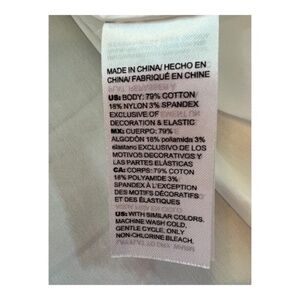 MADE IN CHINA/ HECHO EN
CHINA/ FABRIQUÉ EN CHINE
US: BODY: 79% COTTON
18% NYLON 3% SPANDEX
EXCLUSIVE OF
DECORATION & ELASTIC
MX: CUERPO: 79%
ALGODÓN 18% poliamida 3%
elastano EXCLUSIVO DE LOS
MOTIVOS DECORATIVOS Y
LAS PARTES ELÁSTICAS
CA: CORPS: 79% COTON
18% POLYAMIDE 3%
SPANDEX À L'EXCEPTION
DES MOTIFS DÉCORATIFS
ET DES ÉLASTIQUES
US: WITH SIMILAR COLORS.
MACHINE WASH COLD,
GENTLE CYCLE, ONLY
NON-CHLORINE BLEACH.